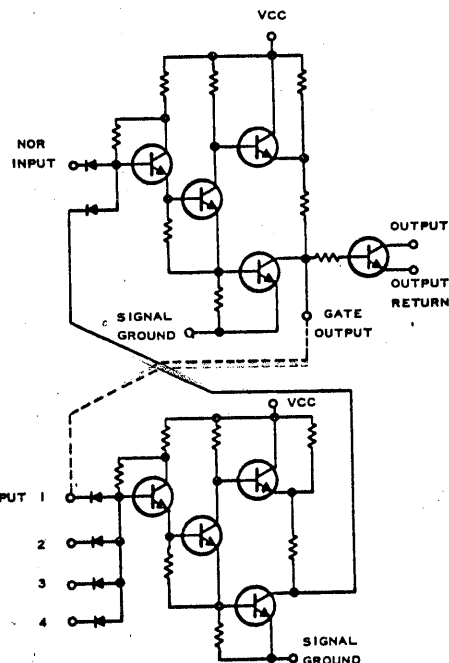 VCC
NOR
INPUT
OUTPUT
OUTPUT
RETURN
SIGNAL
GROUND
GATE
OUTPUT
VCC
PUT 1
2
3
4
SIGNAL
GROUND